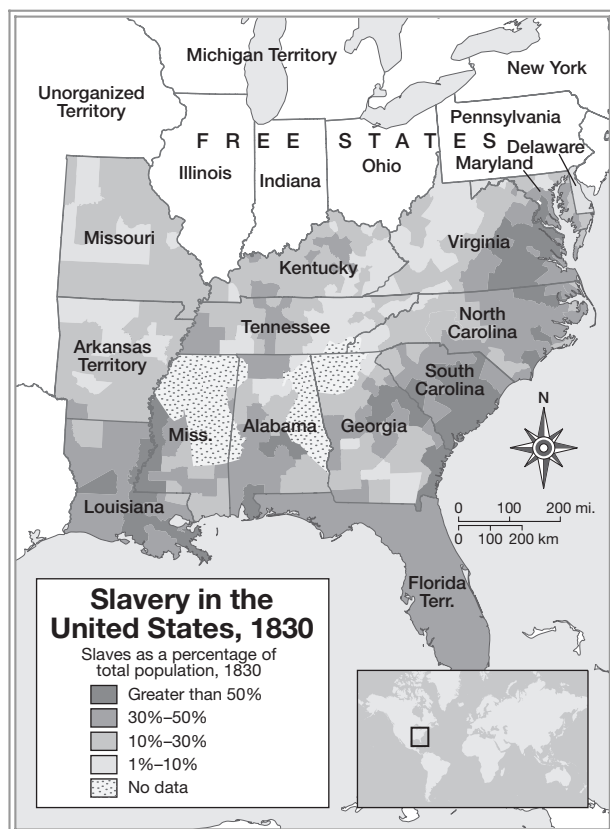 Michigan Territory
New York
Unorganized
Territory
Pennsylvania
FREE STATES
Delaware
Maryland
Illinois
Indiana
Ohio
Missouri
Kentucky
Virginia
Tennessee
North
Carolina
Arkansas
Territory
South
Carolina
Miss.
Alabama
Georgia
Louisiana
Florida
Terr.
N
0 100 200 mi.
0 100 200 km
Slavery in the
United States, 1830
Slaves as a percentage of
total population, 1830
Greater than 50%
30%–50%
10%–30%
1%–10%
No data